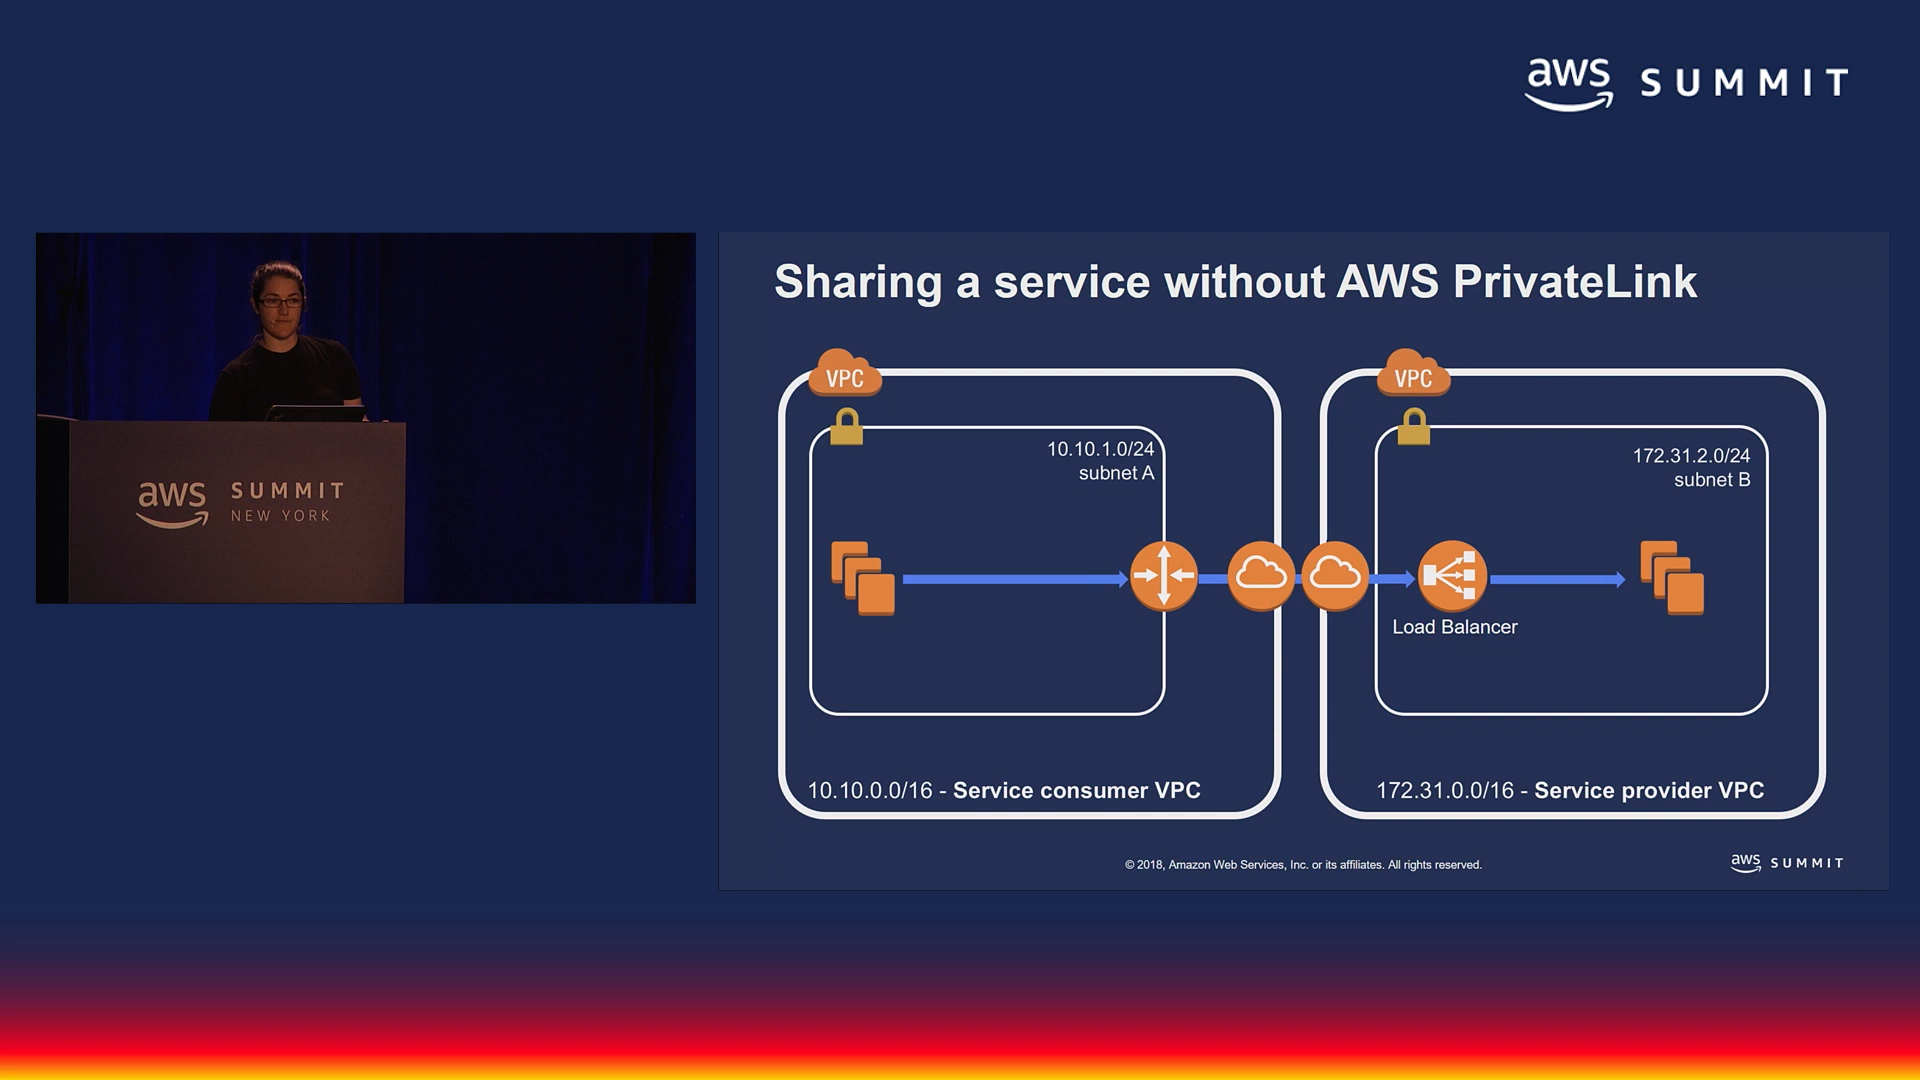 aws SUMMIT
aws SUMMIT
NEW YORK
Sharing a service without AWS PrivateLink
VPC
VPC
10.10.1.0/24
subnet A
172.31.2.0/24
subnet B
Load Balancer
10.10.0.0/16 - Service consumer VPC
172.31.0.0/16 - Service provider VPC
© 2018, Amazon Web Services, Inc. or its affiliates. All rights reserved.
aws SUMMIT